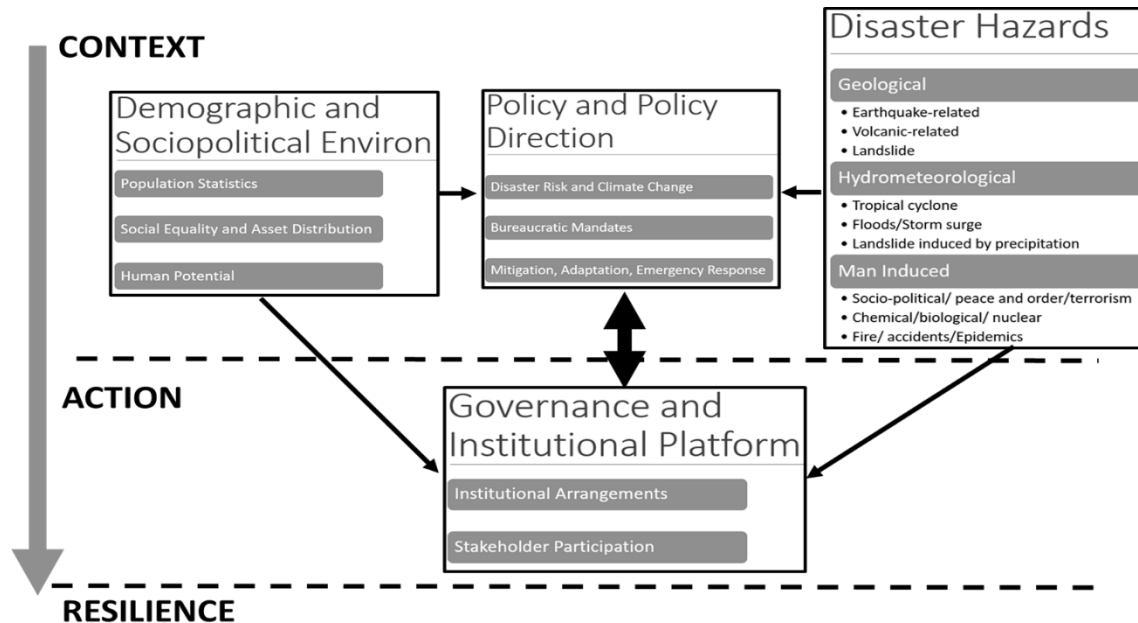 CONTEXT
Demographic and
Sociopolitical Environ
Population Statistics
Social Equality and Asset Distribution
Human Potential
Policy and Policy
Direction
Disaster Risk and Climate Change
Bureaucratic Mandates
Mitigation, Adaptation, Emergency Response
Disaster Hazards
Geological
• Earthquake-related
• Volcanic-related
• Landslide
Hydrometeorological
• Tropical cyclone
• Floods/Storm surge
• Landslide induced by precipitation
Man Induced
• Socio-political/ peace and order/terrorism
• Chemical/biological/ nuclear
• Fire/ accidents/Epidemics
ACTION
Governance and
Institutional Platform
Institutional Arrangements
Stakeholder Participation
RESILIENCE